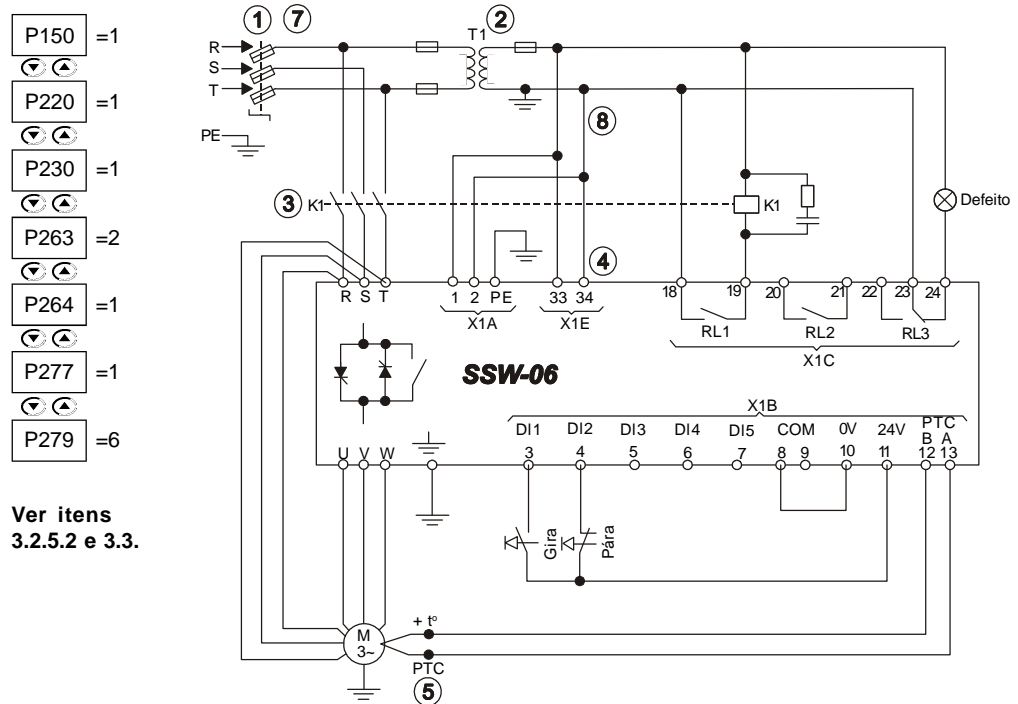 P150 =1
P220 =1
P230 =1
P263 =2
P264 =1
P277 =1
P279 =6
Ver itens
3.2.5.2 e 3.3.
1 7 2
T1
R
S
T
8
PE
3 K1 K1 Defeito
4
R S T 1 2 PE 33 34 18 19 20 21 22 23 24
X1A X1E RL1 RL2 RL3
X1C
SSW-06
X1B
DI1 DI2 DI3 DI4 DI5 COM 0V 24V PTC
B A
U V W 3 4 5 6 7 8 9 10 11 12 13
Gira
Pára
+ tº
M
3~
PTC
5